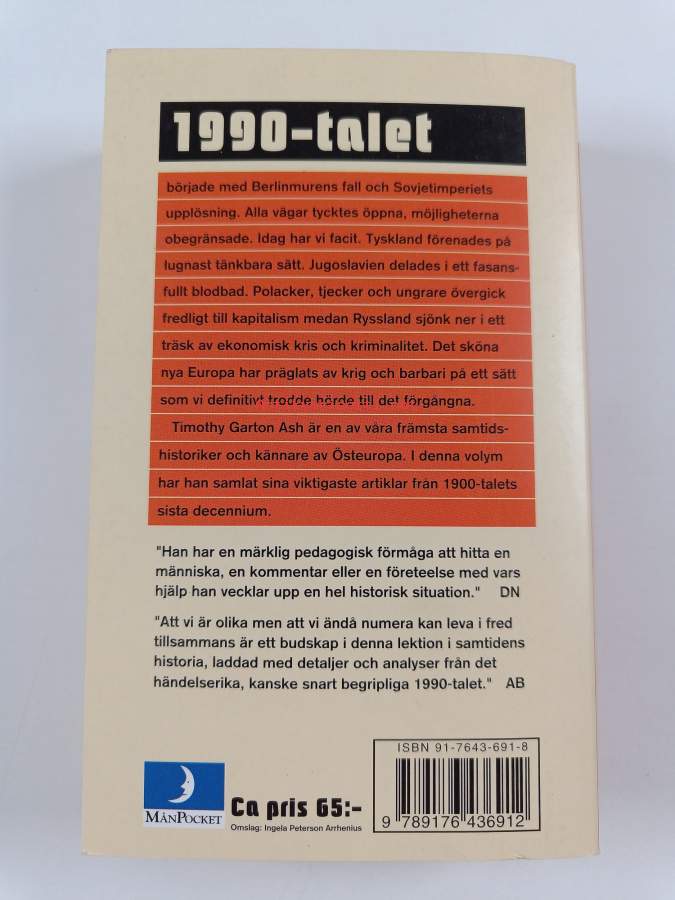 1990-talet
började med Berlinmurens fall och Sovjetimperiets
upplösning. Alla vägar tycktes öppna, möjligheterna
obegränsade. Idag har vi facit. Tyskland förenades på
lugnast tänkbara sätt. Jugoslavien delades i ett fasans-
fullt blodbad. Polacker, tjecker och ungrare övergick
fredligt till kapitalism medan Ryssland sjönk ner i ett
träsk av ekonomisk kris och kriminalitet. Det sköna
nya Europa har präglats av krig och barbari på ett sätt
som vi definitivt trodde hörde till det förgångna.
Timothy Garton Ash är en av våra främsta samtids-
historiker och kännare av Östeuropa. I denna volym
har han samlat sina viktigaste artiklar från 1900-talets
sista decennium.
"Han har en märklig pedagogisk förmåga att hitta en
människa, en kommentar eller en företeelse med vars
hjälp han vecklar upp en hel historisk situation." DN
"Att vi är olika men att vi ändå numera kan leva i fred
tillsammans är ett budskap i denna lektion i samtidens
historia, laddad med detaljer och analyser från det
händelserika, kanske snart begripliga 1990-talet." AB
MÅNPOCKET
Ca pris 65:-
Omslag: Ingela Peterson Arrhenius
ISBN 91-7643-691-8
9 789176 436912